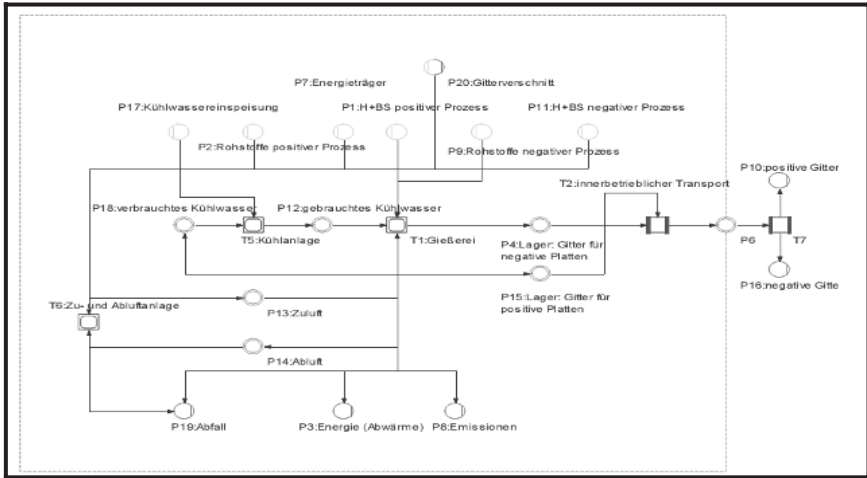 P7:Energieträger
P20:Gitterverschnitt
P17:Kühlwassereinspeisung
P1:H+BS positiver Prozess
P11:H+BS negativer Prozess
P2:Rohstoffe positiver Prozess
P9:Rohstoffe negativer Prozess
P10:positive Gitter
T2:innerbetrieblicher Transport
P18:verbrauchtes Kühlwasser
P12:gebrauchtes Kühlwasser
T5:Kühlanlage
T1:Gießerei
P4:Lager: Gitter für
negative Platten
P6
T7
P15:Lager: Gitter für
positive Platten
P16:negative Gitte
T6:Zu- und Abluftanlage
P13:Zuluft
P14:Abluft
P19:Abfall
P3:Energie (Abwärme)
P8:Emissionen